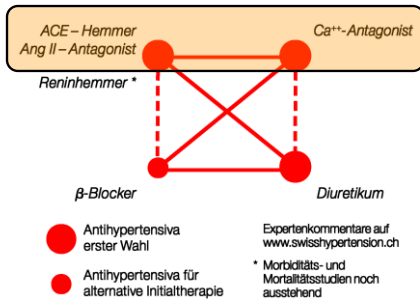 ACE – Hemmer
Ang II – Antagonist
Ca++-Antagonist
Reninhemmer *
β-Blocker
Diuretikum
Antihypertensiva
erster Wahl
Antihypertensiva für
alternative Initialtherapie
Expertenkommentare auf
www.swisshypertension.ch
* Morbiditäts- und
Mortalitätsstudien noch
ausstehend